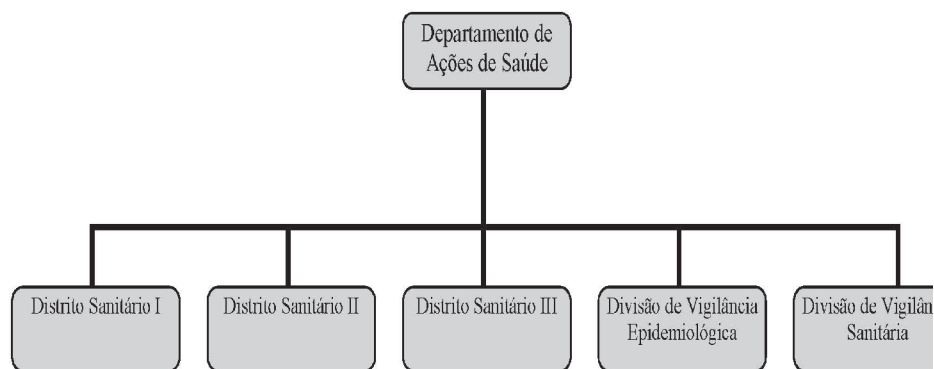 Departamento de
Ações de Saúde
Distrito Sanitário I
Distrito Sanitário II
Distrito Sanitário III
Divisão de Vigilância
Epidemiológica
Divisão de
Sanitária